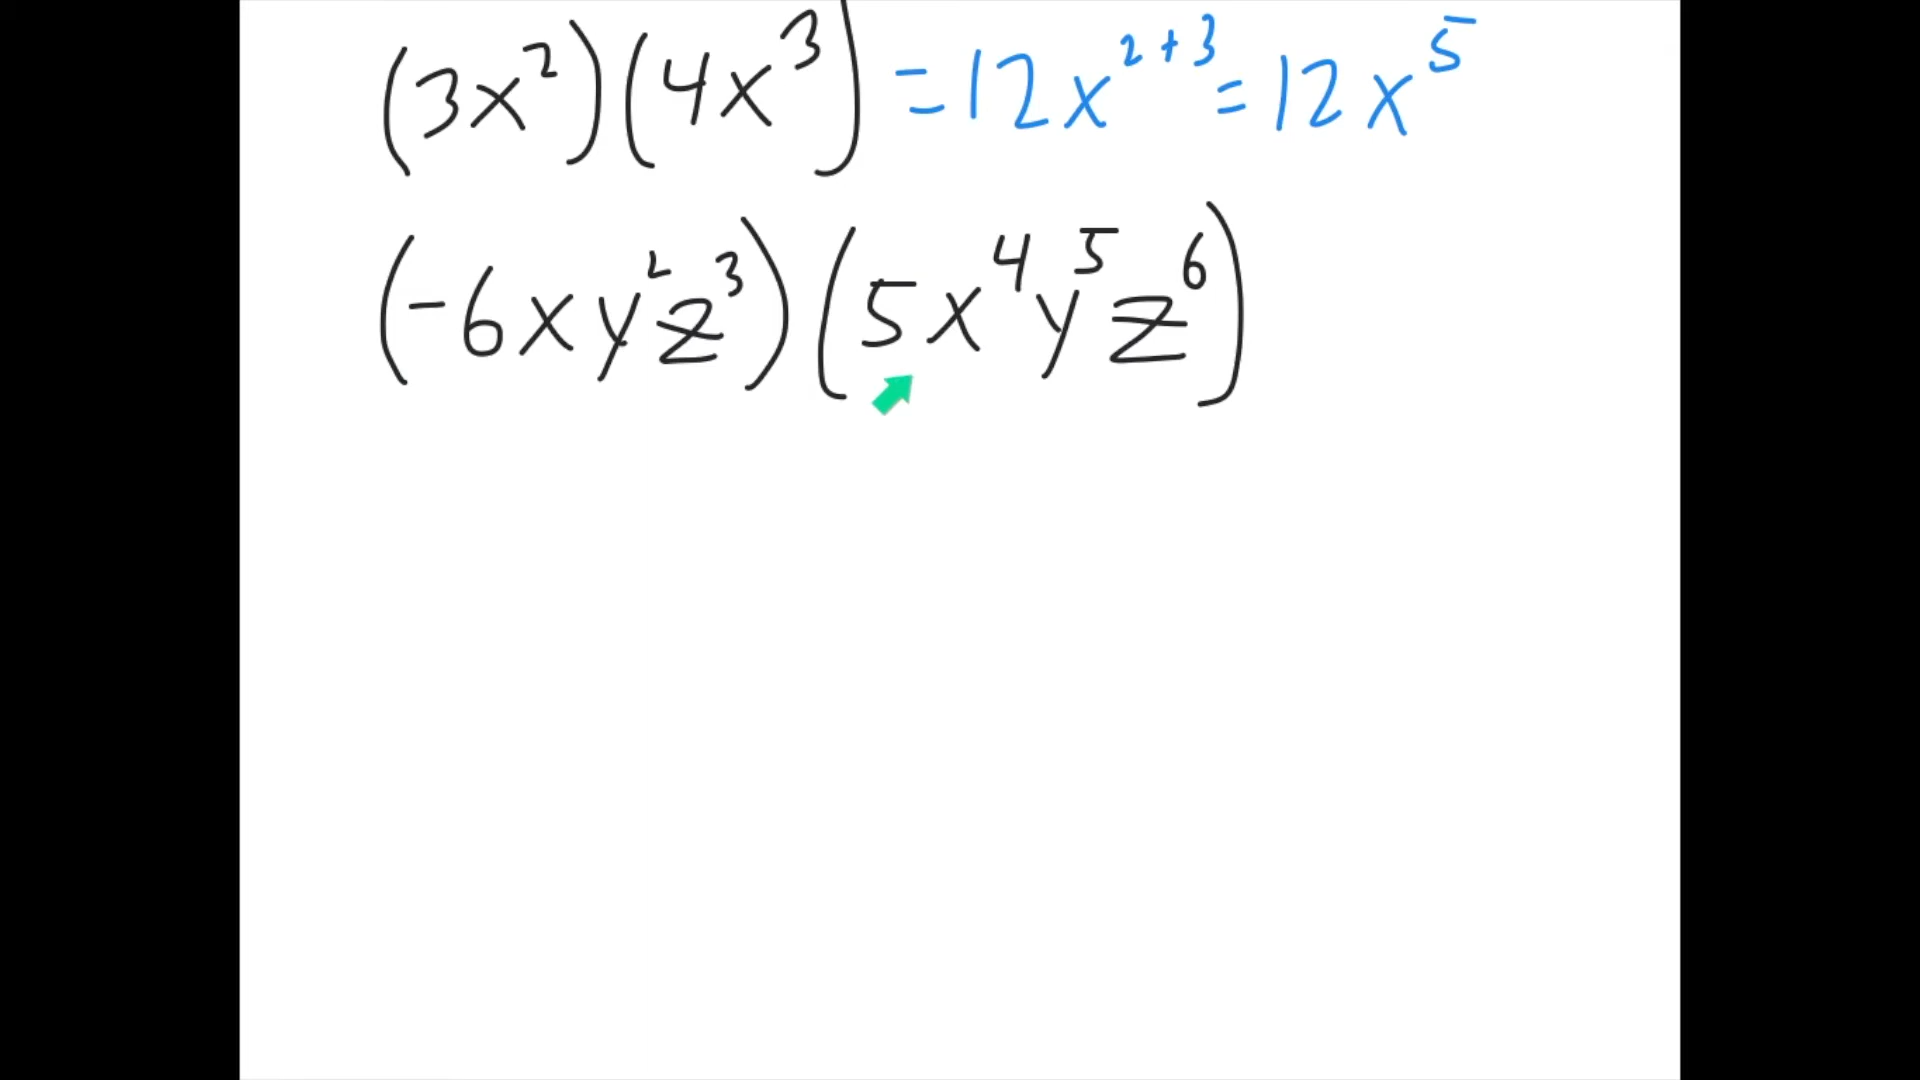 (3x²)(4x³) = 12x²⁺³ = 12x⁵
(-6xy²z³)(5x⁴y⁵z⁶)